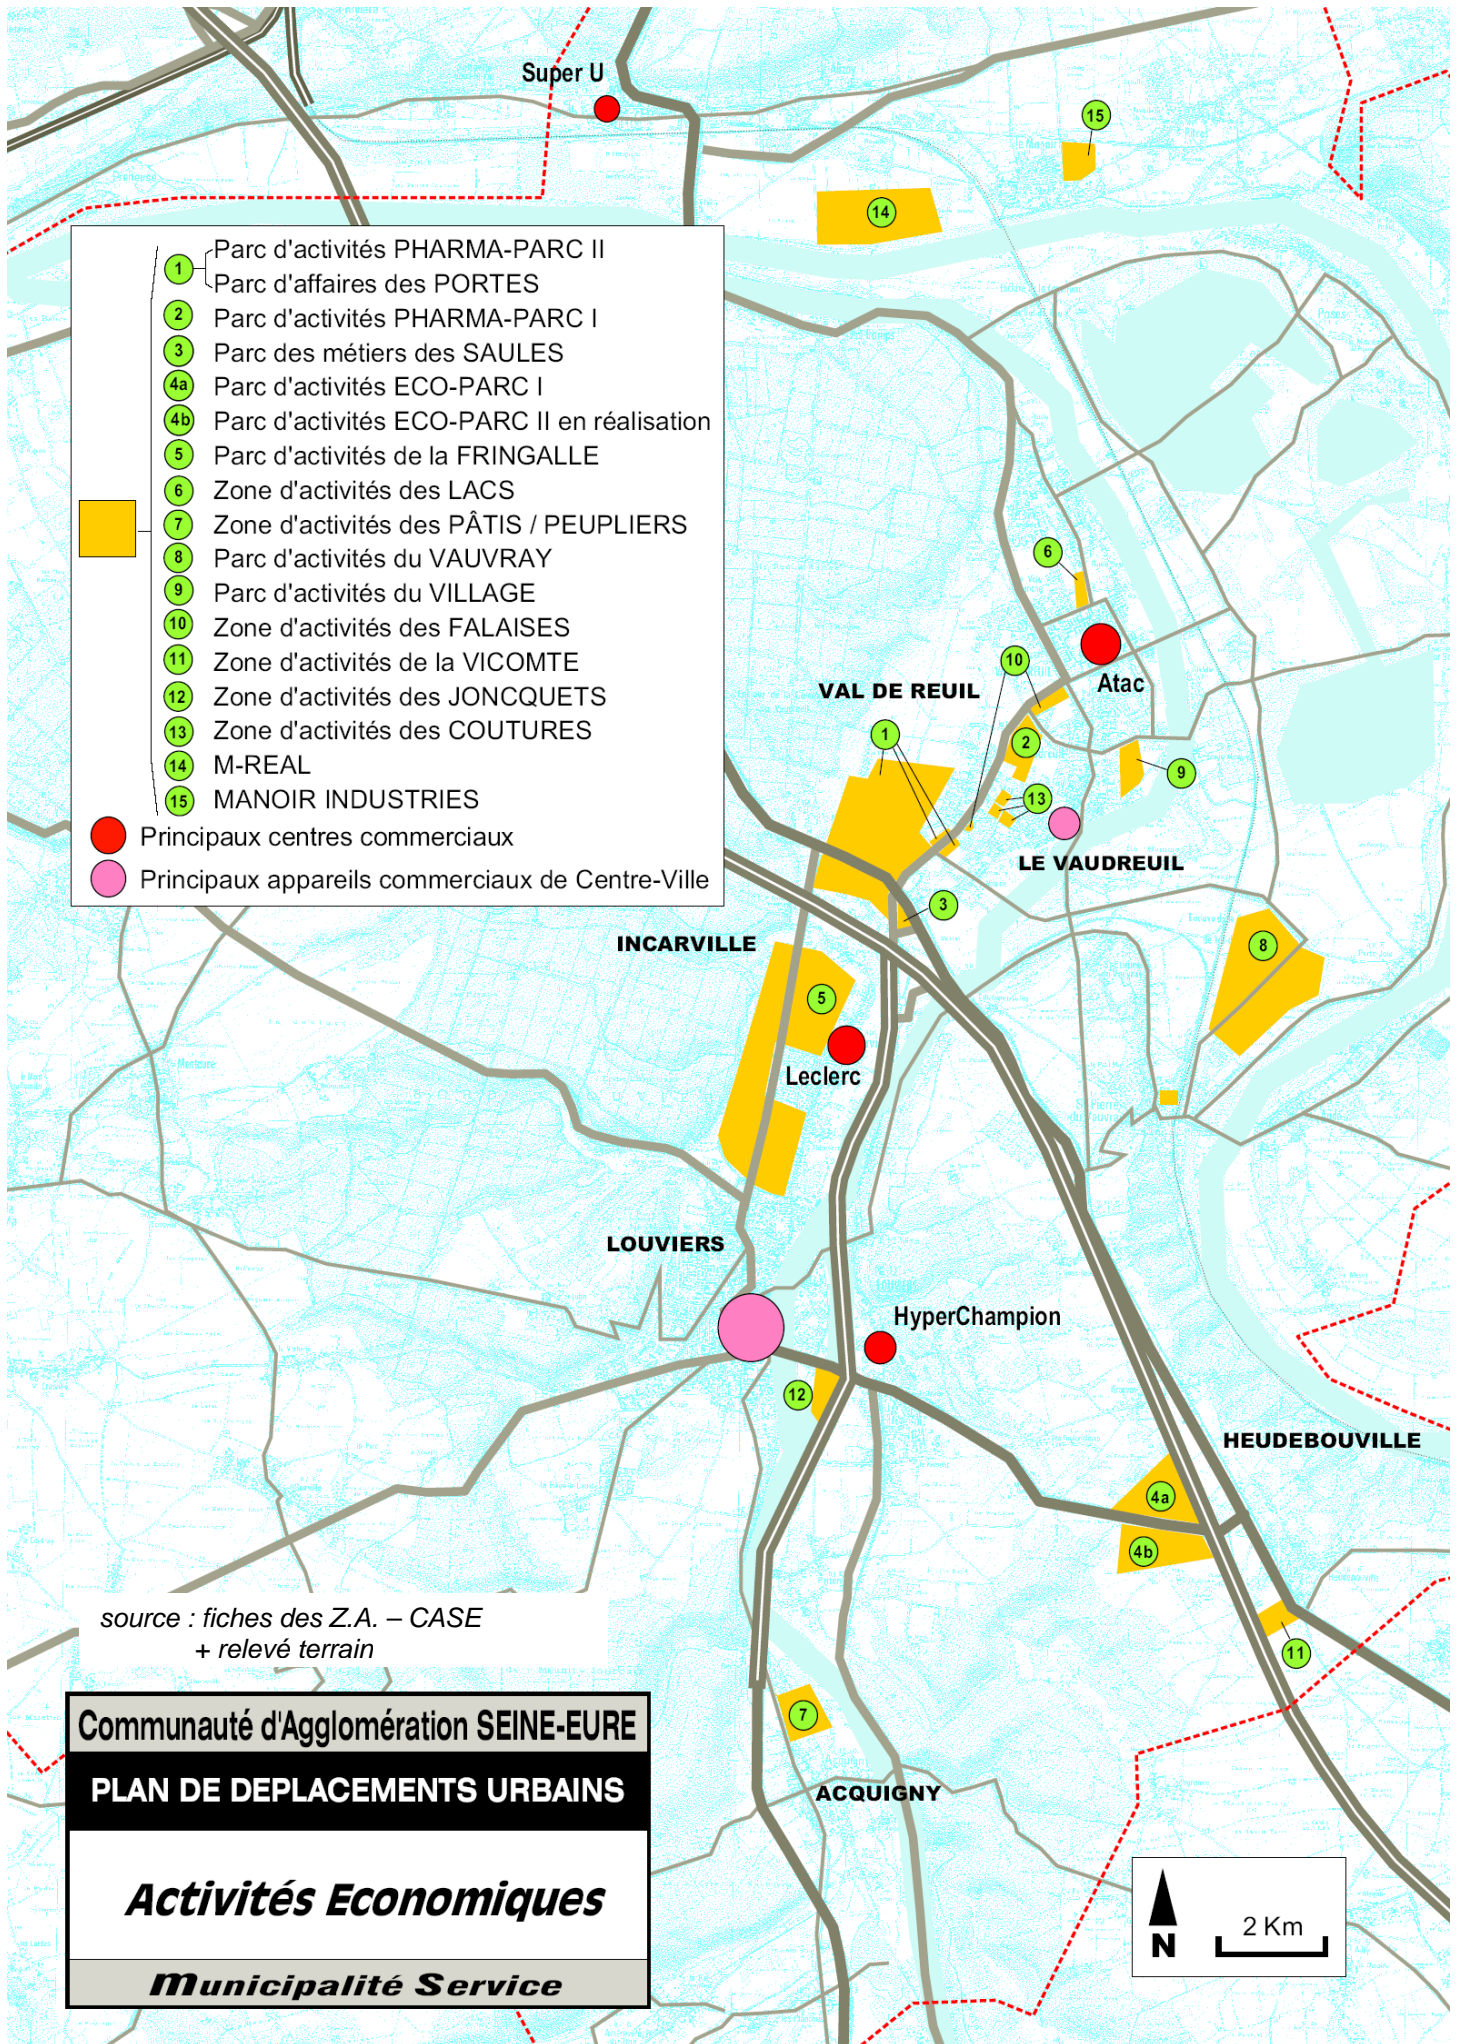 Super U
15
14
1
Parc d'activités PHARMA-PARC II
Parc d'affaires des PORTES
2 Parc d'activités PHARMA-PARC I
3 Parc des métiers des SAULES
4a Parc d'activités ECO-PARC I
4b Parc d'activités ECO-PARC II en réalisation
5 Parc d'activités de la FRINGALLE
6 Zone d'activités des LACS
7 Zone d'activités des PÂTIS / PEUPLIERS
8 Parc d'activités du VAUVRAY
9 Parc d'activités du VILLAGE
10 Zone d'activités des FALAISES
11 Zone d'activités de la VICOMTE
12 Zone d'activités des JONCQUETS
13 Zone d'activités des COUTURES
14 M-REAL
15 MANOIR INDUSTRIES
Principaux centres commerciaux
Principaux appareils commerciaux de Centre-Ville
6
10
Atac
VAL DE REUIL
1
2
9
13
LE VAUDREUIL
3
INCARVILLE
8
5
Leclerc
LOUVIERS
HyperChampion
12
HEUDEBOUVILLE
4a
4b
11
source : fiches des Z.A. – CASE
+ relevé terrain
7
ACQUIGNY
Communauté d'Agglomération SEINE-EURE
PLAN DE DEPLACEMENTS URBAINS
Activités Economiques
Municipalité Service
N
2 Km